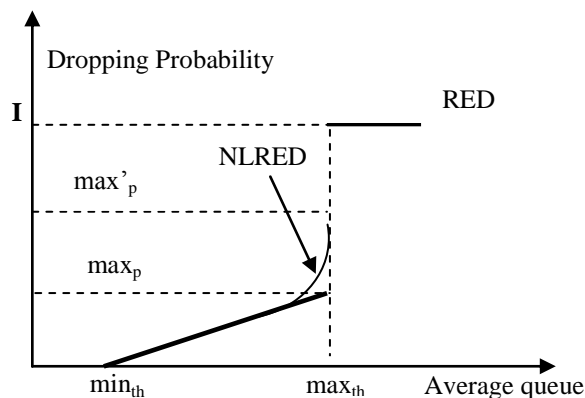 Dropping Probability
I
RED
NLRED
max’p
maxp
minth
maxth
Average queue